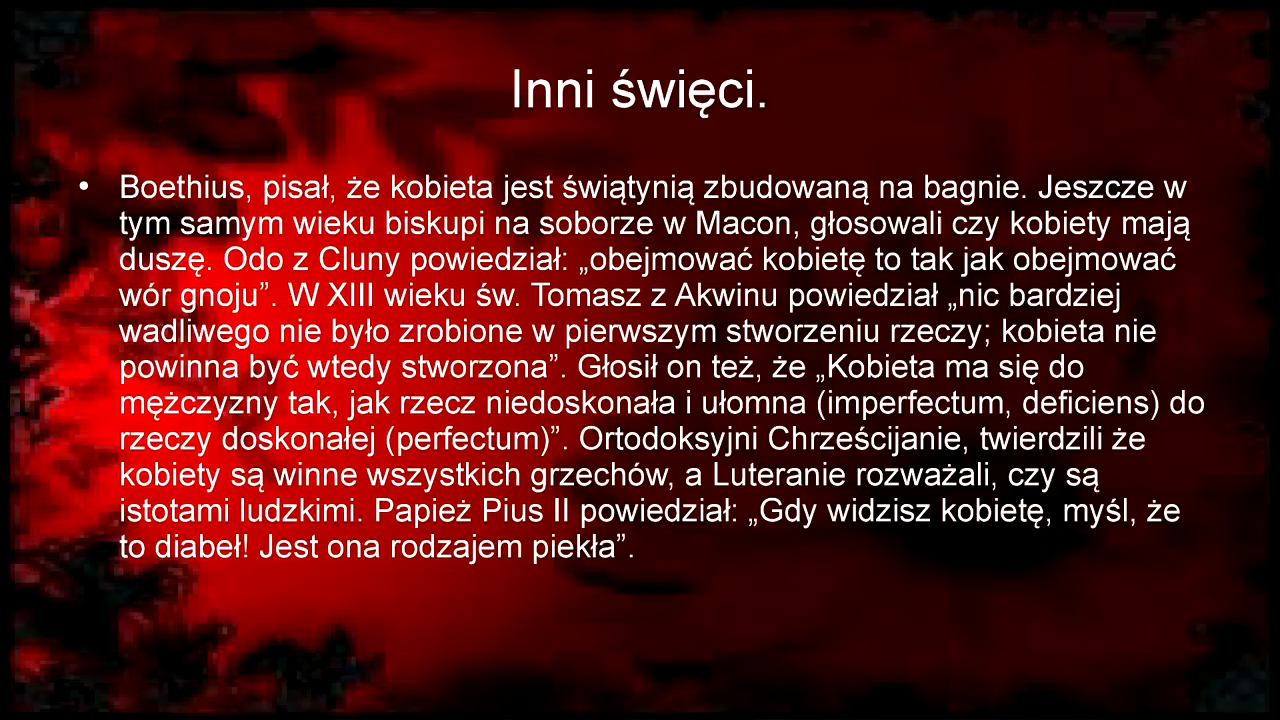 Inni święci.
• Boethius, pisał, że kobieta jest świątynią zbudowaną na bagnie. Jeszcze w
tym samym wieku biskupi na soborze w Macon, głosowali czy kobiety mają
duszę. Odo z Cluny powiedział: „obejmować kobietę to tak jak obejmować
wór gnoju”. W XIII wieku św. Tomasz z Akwinu powiedział „nic bardziej
wadliwego nie było zrobione w pierwszym stworzeniu rzeczy; kobieta nie
powinna być wtedy stworzona”. Głosił on też, że „Kobieta ma się do
mężczyzny tak, jak rzecz niedoskonała i ułomna (imperfectum, deficiens) do
rzeczy doskonałej (perfectum)”. Ortodoksyjni Chrześcijanie, twierdzili że
kobiety są winne wszystkich grzechów, a Luteranie rozważali, czy są
istotami ludzkimi. Papież Pius II powiedział: „Gdy widzisz kobietę, myśl, że
to diabeł! Jest ona rodzajem piekła”.